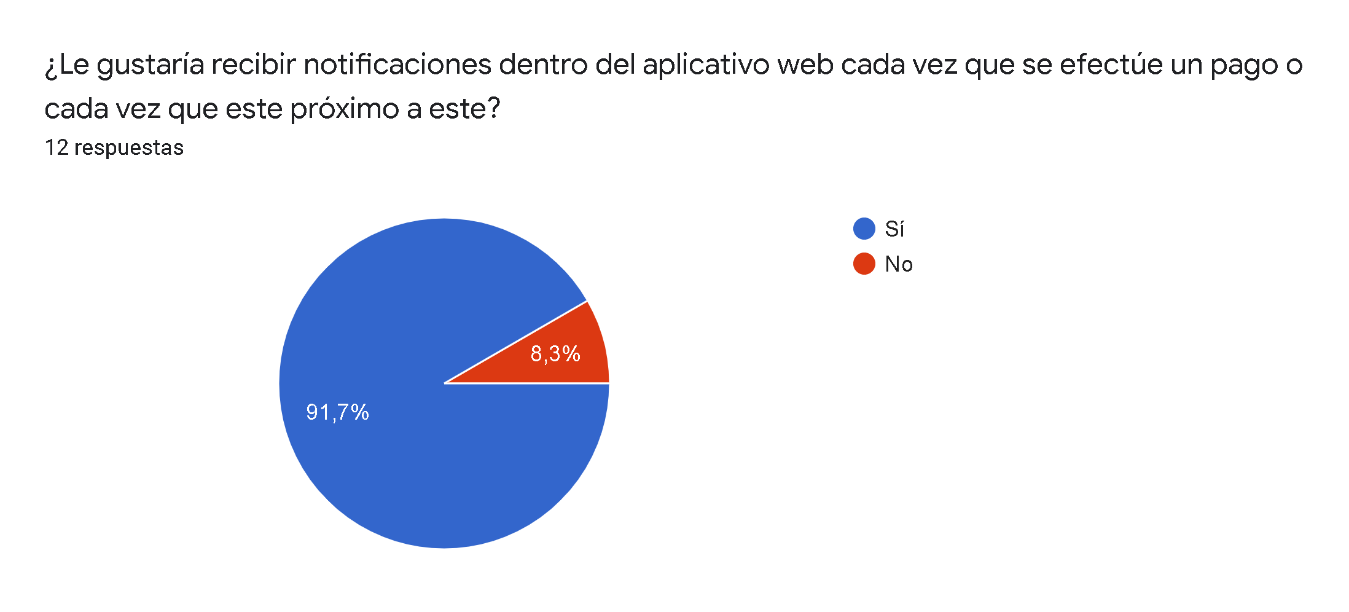 ¿Le gustaría recibir notificaciones dentro del aplicativo web cada vez que se efectúe un pago o
cada vez que este próximo a este?
12 respuestas
Sí
No
8,3%
91,7%